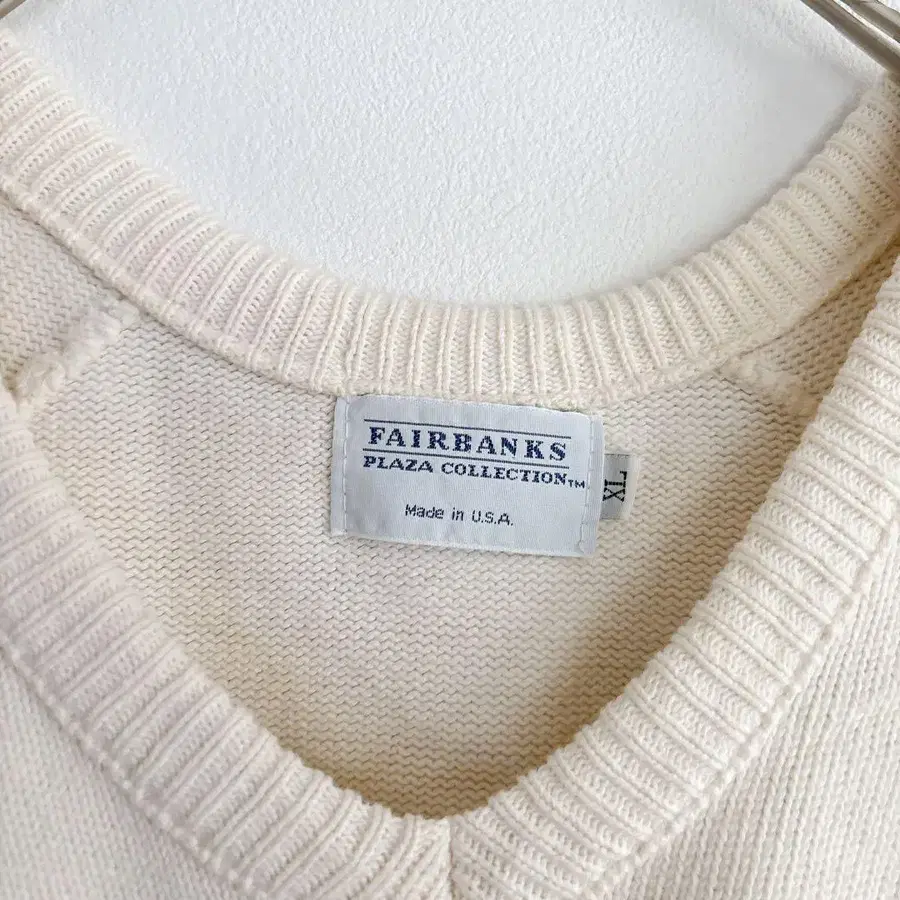 FAIRBANKS
PLAZA COLLECTION™
Made in U.S.A.
XL